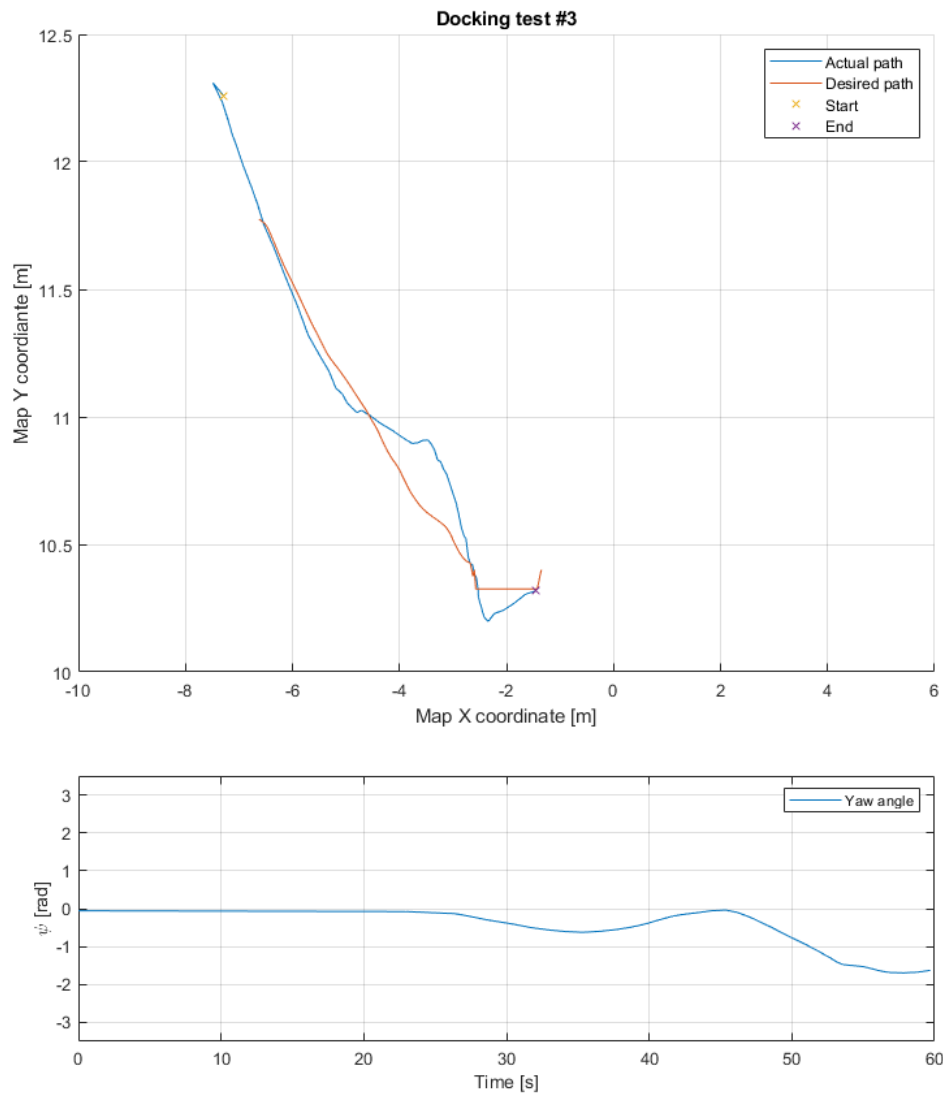 Docking test #3
12.5
12
11.5
11
10.5
10
Map Y coordiante [m]
-10 -8 -6 -4 -2 0 2 4 6
Map X coordinate [m]
Actual path
Desired path
Start
End
3
2
1
0
-1
-2
-3
ψ [rad]
Yaw angle
0 10 20 30 40 50 60
Time [s]